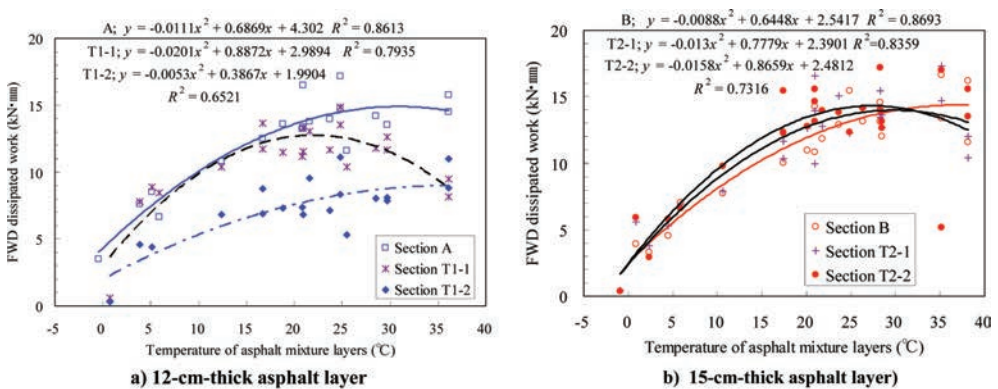 A; y = -0.0111x² + 0.6869x + 4.302 R² = 0.8613
T1-1; y = -0.0201x² + 0.8872x + 2.9894 R² = 0.7935
T1-2; y = -0.0053x² + 0.3867x + 1.9904
R² = 0.6521
FWD dissipated work (kN·mm)
20
15
10
5
0
Section A
Section T1-1
Section T1-2
-5 0 5 10 15 20 25 30 35 40
Temperature of asphalt mixture layers (℃)
a) 12-cm-thick asphalt layer
B; y = -0.0088x² + 0.6448x + 2.5417 R² = 0.8693
T2-1; y = -0.013x² + 0.7779x + 2.3901 R²=0.8359
T2-2; y = -0.0158x² + 0.8659x + 2.4812
R² = 0.7316
FWD dissipated work (kN·mm)
20
15
10
5
0
Section B
Section T2-1
Section T2-2
-5 0 5 10 15 20 25 30 35 40
Temperature of asphalt mixture layers (℃)
b) 15-cm-thick asphalt layer)